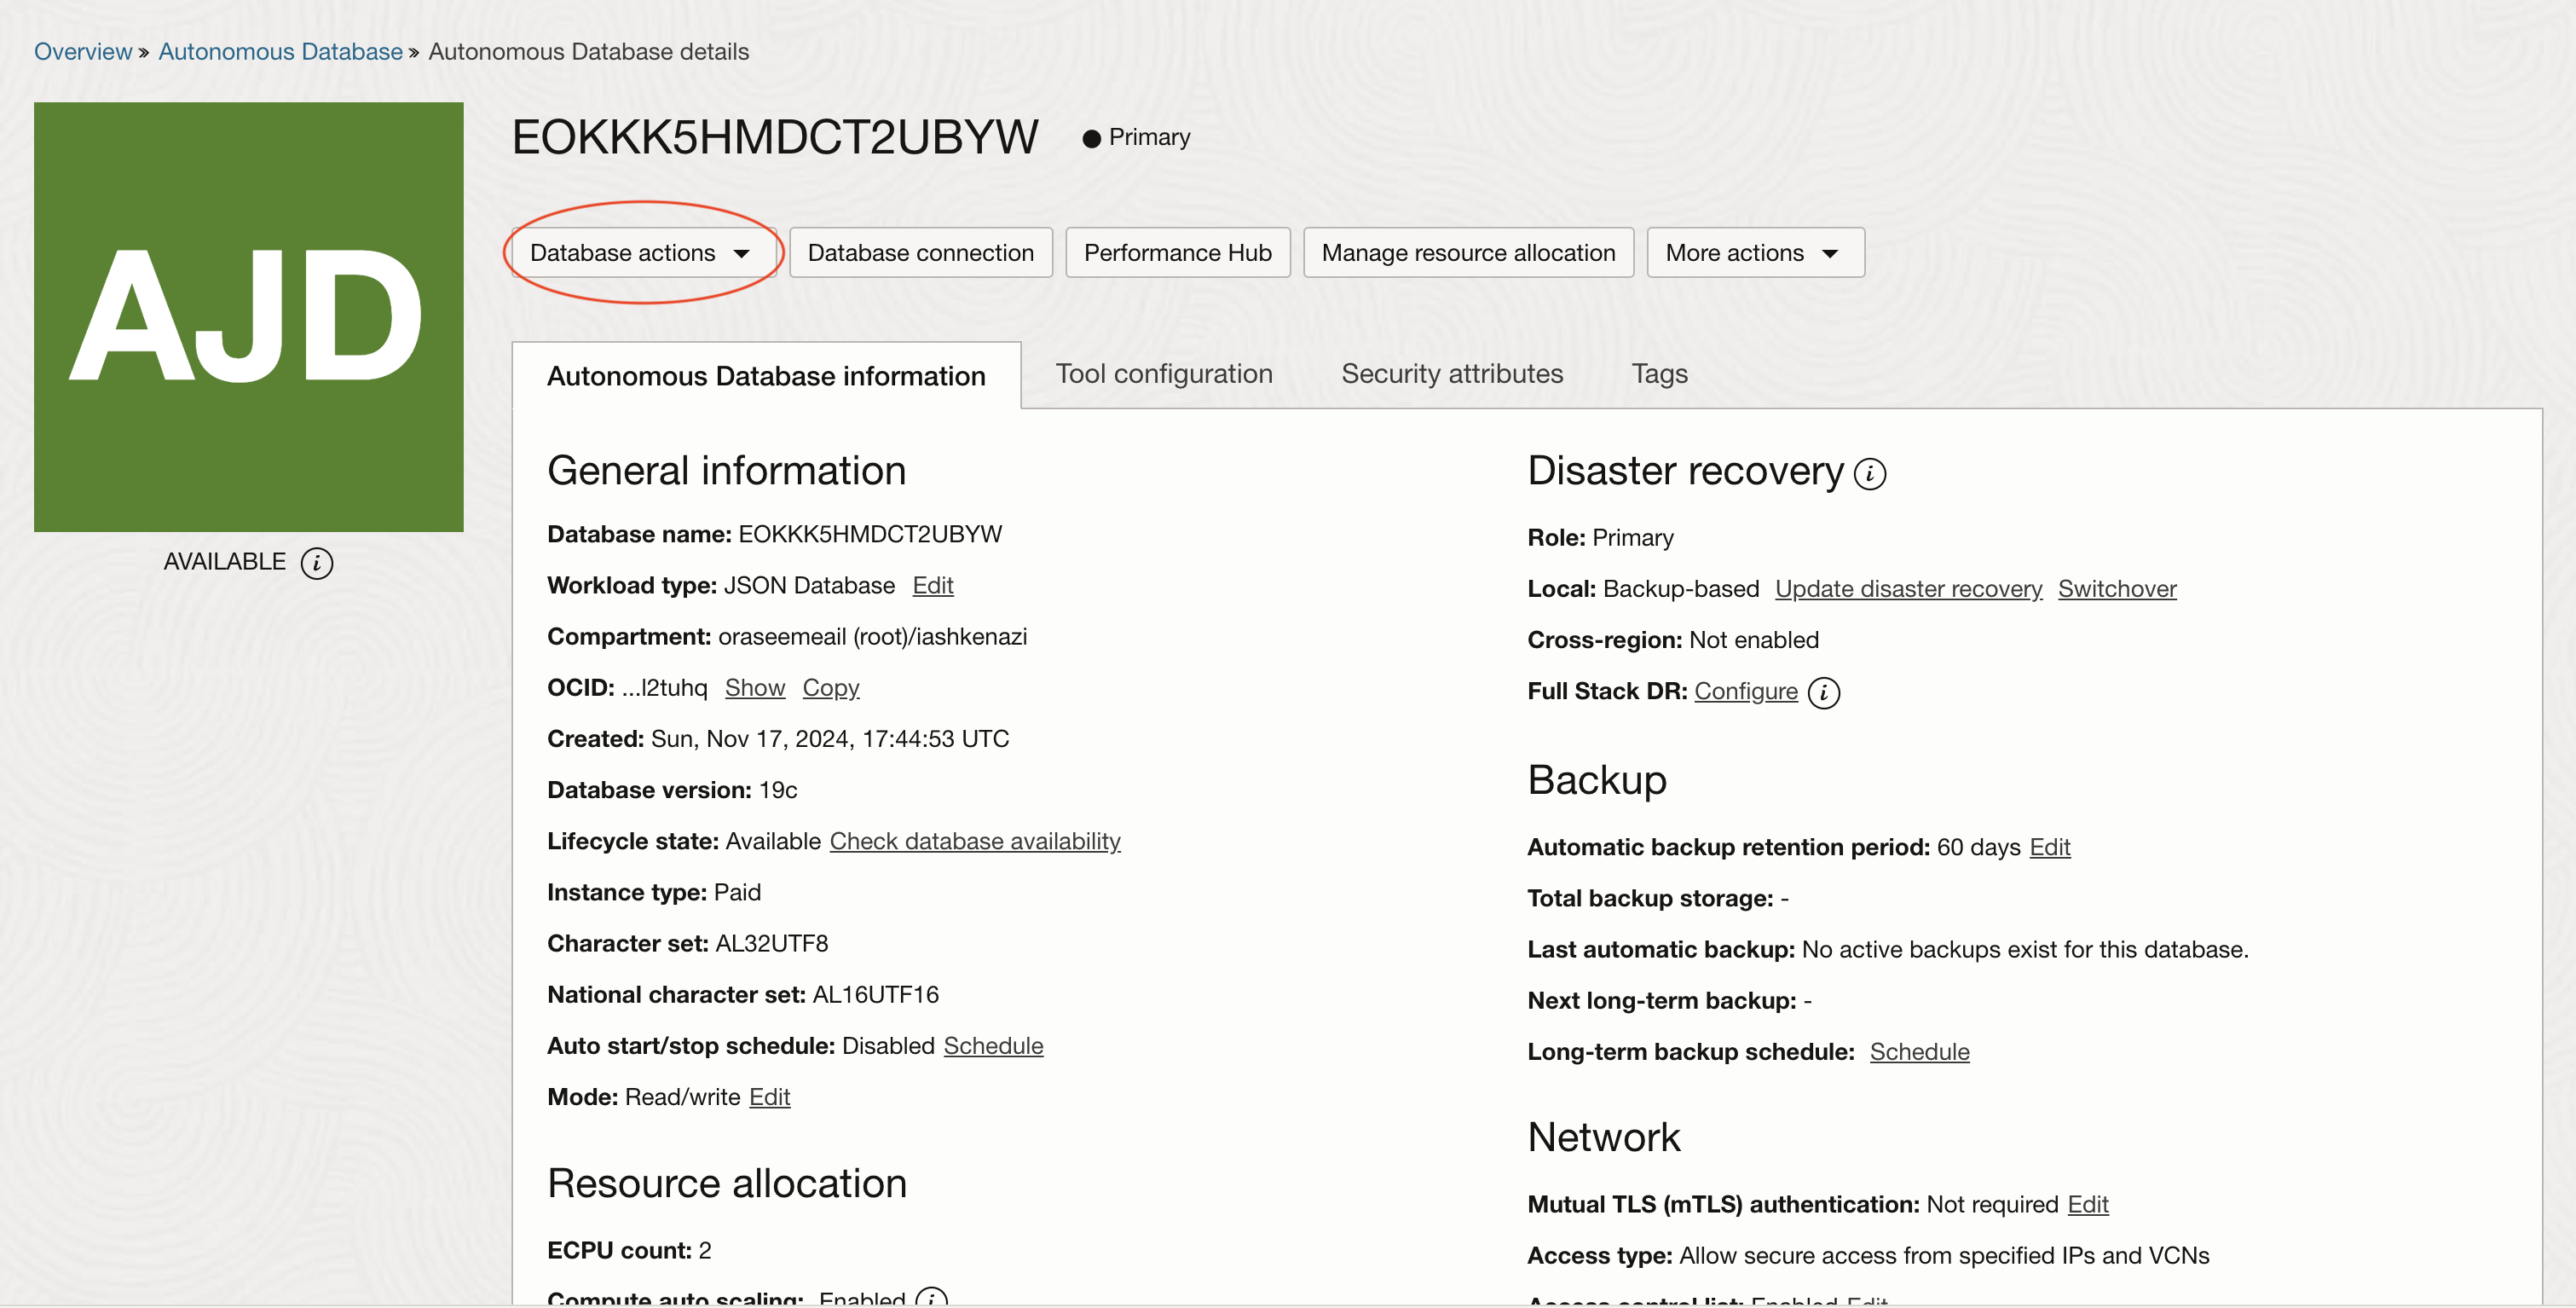 Overview » Autonomous Database » Autonomous Database details
AJD
AVAILABLE i
EOKKK5HMDCT2UBYW Primary
Database actions Database connection Performance Hub Manage resource allocation More actions
Autonomous Database information Tool configuration Security attributes Tags
General information
Database name: EOKKK5HMDCT2UBYW
Workload type: JSON Database Edit
Compartment: oraseemeail (root)/iashkenazi
OCID: ...l2tuhq Show Copy
Created: Sun, Nov 17, 2024, 17:44:53 UTC
Database version: 19c
Lifecycle state: Available Check database availability
Instance type: Paid
Character set: AL32UTF8
National character set: AL16UTF16
Auto start/stop schedule: Disabled Schedule
Mode: Read/write Edit
Resource allocation
ECPU count: 2
Compute auto scaling: Enabled i
Disaster recovery i
Role: Primary
Local: Backup-based Update disaster recovery Switchover
Cross-region: Not enabled
Full Stack DR: Configure i
Backup
Automatic backup retention period: 60 days Edit
Total backup storage: -
Last automatic backup: No active backups exist for this database.
Next long-term backup: -
Long-term backup schedule: Schedule
Network
Mutual TLS (mTLS) authentication: Not required Edit
Access type: Allow secure access from specified IPs and VCNs
Access control list: Enabled Edit